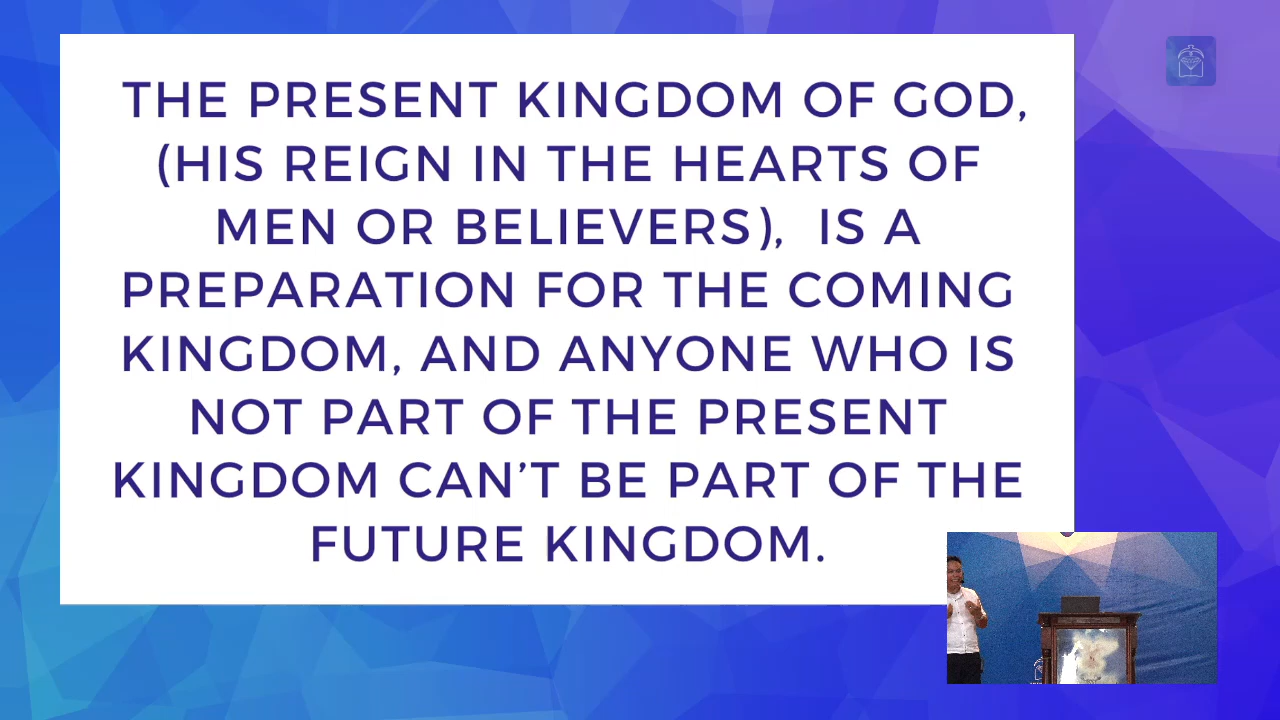 THE PRESENT KINGDOM OF GOD,
(HIS REIGN IN THE HEARTS OF
MEN OR BELIEVERS),  IS A
PREPARATION FOR THE COMING
KINGDOM, AND ANYONE WHO IS
NOT PART OF THE PRESENT
KINGDOM CAN’T BE PART OF THE
FUTURE KINGDOM.